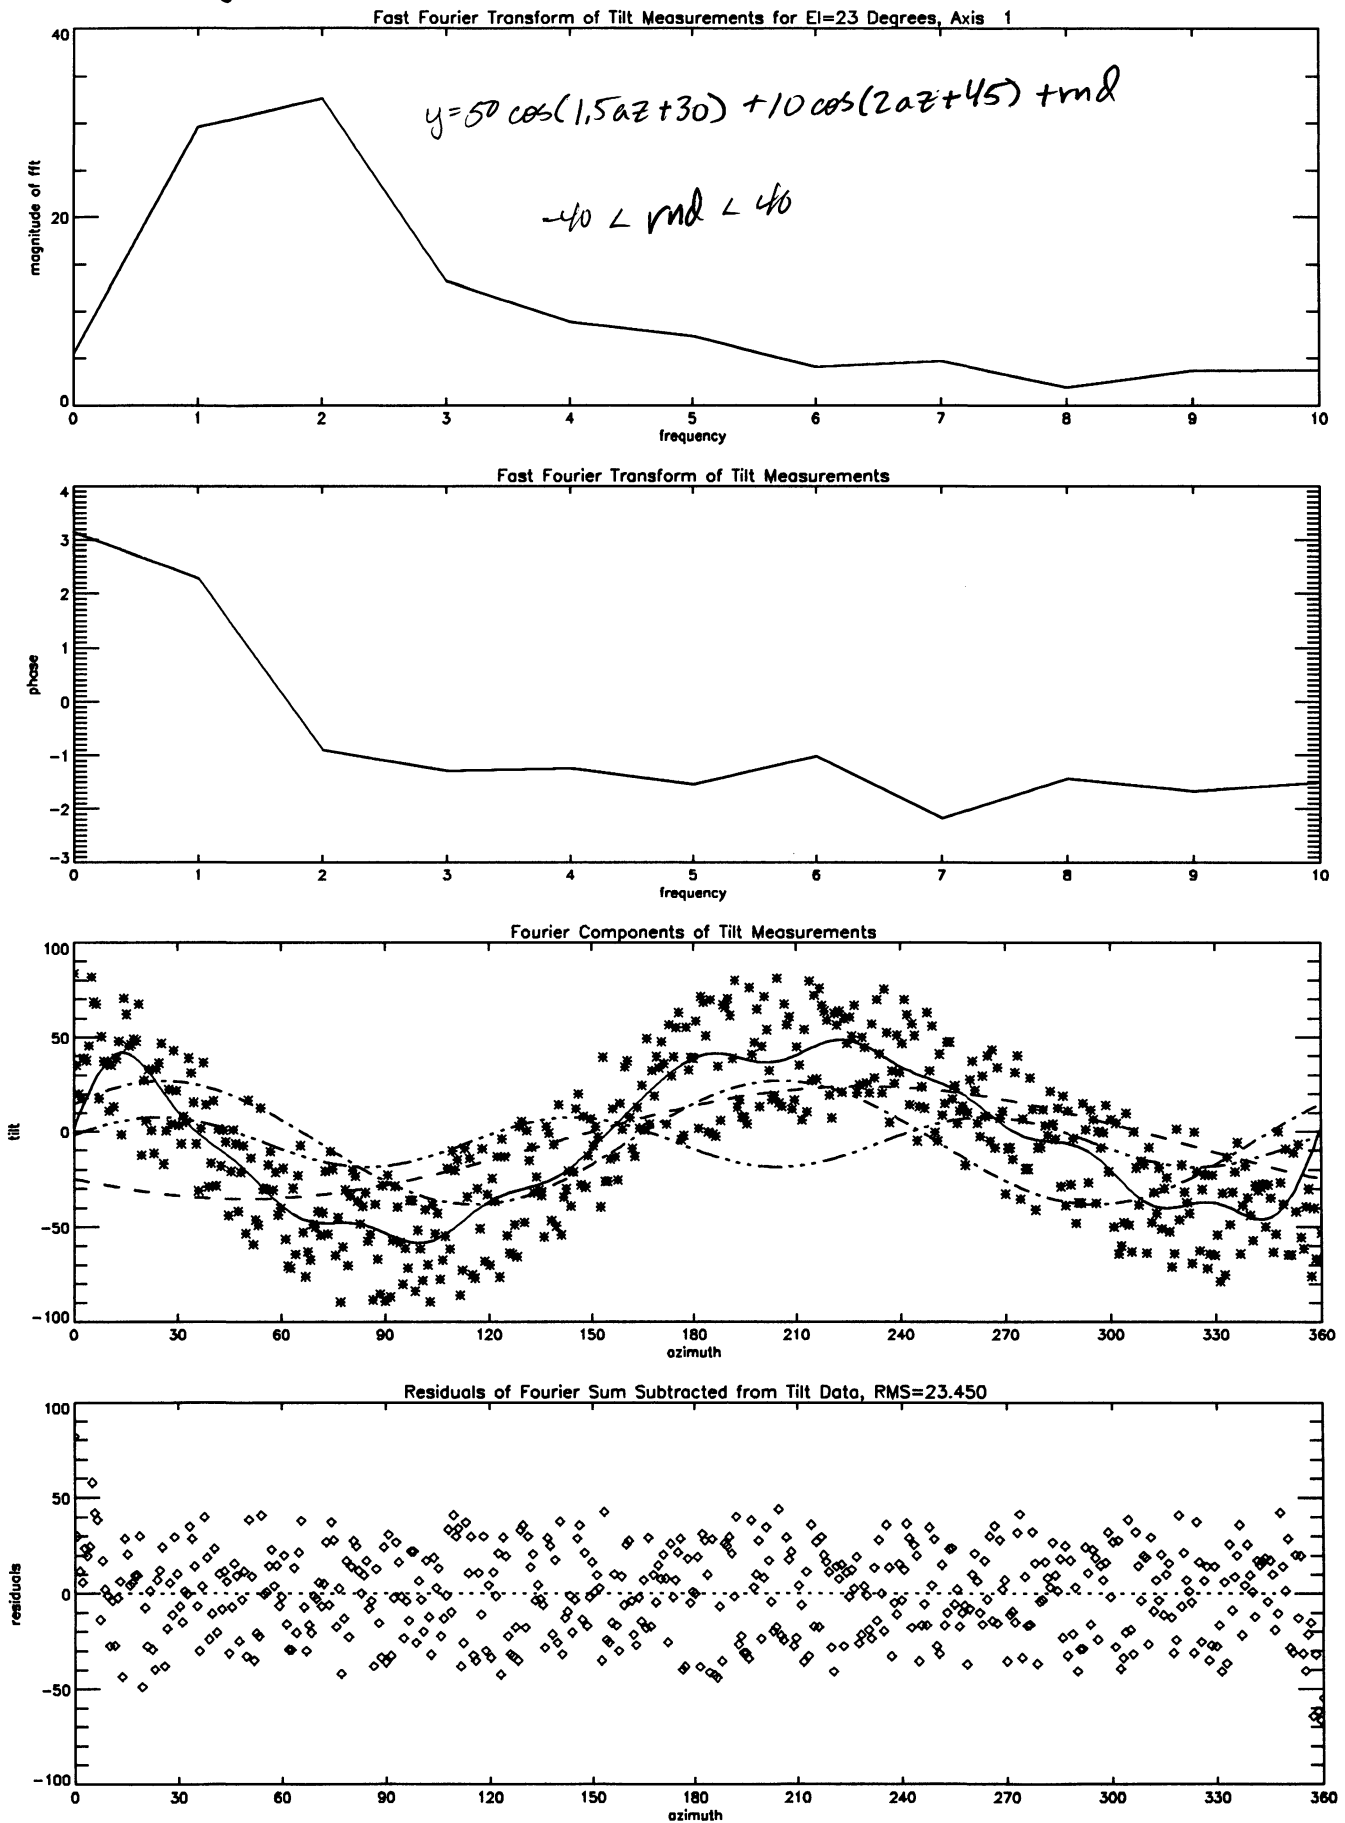 Fast Fourier Transform of Tilt Measurements for El=23 Degrees, Axis 1
y=50 cos(1.5az+30) +10cos(2az+45) +rnd
-40 < rnd < 40
40
20
0
magnitude of fft
0 1 2 3 4 5 6 7 8 9 10
frequency
Fast Fourier Transform of Tilt Measurements
4
3
2
1
0
-1
-2
-3
phase
0 1 2 3 4 5 6 7 8 9 10
frequency
Fourier Components of Tilt Measurements
100
50
0
-50
-100
tilt
0 30 60 90 120 150 180 210 240 270 300 330 360
azimuth
Residuals of Fourier Sum Subtracted from Tilt Data, RMS=23.450
100
50
0
-50
-100
residuals
0 30 60 90 120 150 180 210 240 270 300 330 360
azimuth